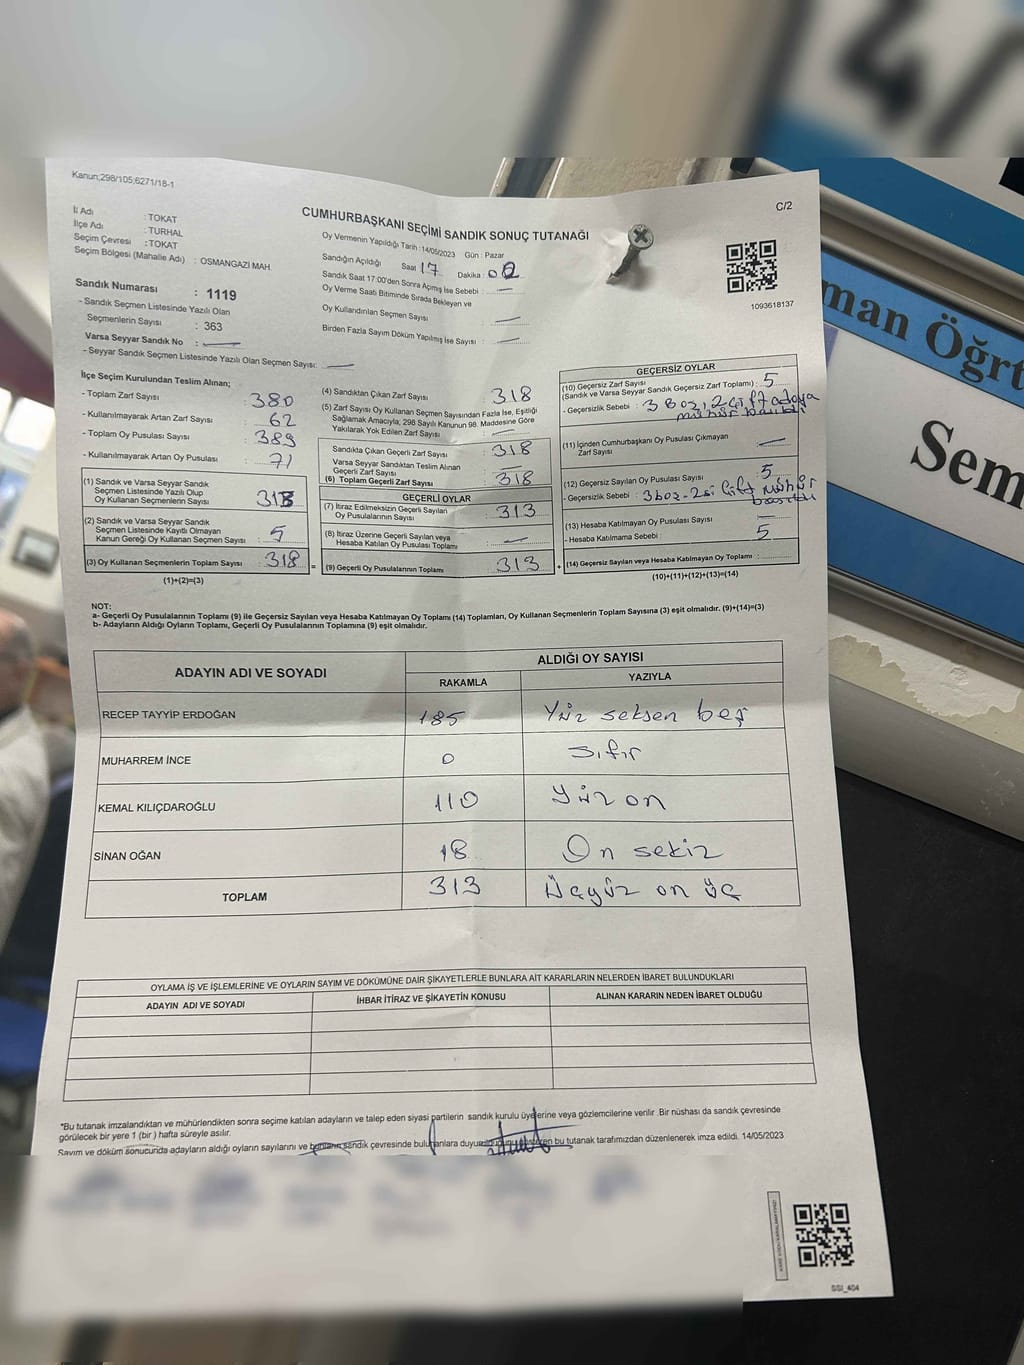 4/
Kanun;298/105;6271/18-1
C/2
CUMHURBAŞKANI SEÇİMİ SANDIK SONUÇ TUTANAĞI
İl Adı : TOKAT
İlçe Adı : TURHAL
Seçim Çevresi : TOKAT
Seçim Bölgesi (Mahalle Adı) : OSMANGAZİ MAH.
Oy Vermenin Yapıldığı Tarih : 14/05/2023 Gün : Pazar
Sandığın Açıldığı Saat 17 Dakika : 02
Sandık Saat 17:00'den Sonra Açımış İse Sebebi : —
Oy Verme Saati Bitiminde Sırada Bekleyen ve
Oy Kullandırılan Seçmen Sayısı : —
Birden Fazla Sayım Döküm Yapılmış İse Sayısı : —
1093618137
Sandık Numarası : 1119
- Sandık Seçmen Listesinde Yazılı Olan
Seçmenlerin Sayısı : 363
Varsa Seyyar Sandık No : —
- Seyyar Sandık Seçmen Listesinde Yazılı Olan Seçmen Sayısı: —
İlçe Seçim Kurulundan Teslim Alınan;
- Toplam Zarf Sayısı : 380
- Kullanılmayarak Artan Zarf Sayısı : 62
- Toplam Oy Pusulası Sayısı : 389
- Kullanılmayarak Artan Oy Pusulası : 71
(1) Sandık ve Varsa Seyyar Sandık
Seçmen Listesinde Yazılı Olup
Oy Kullanan Seçmenlerin Sayısı : 313
(2) Sandık ve Varsa Seyyar Sandık
Seçmen Listesinde Kayıtlı Olmayan
Kanun Gereği Oy Kullanan Seçmen Sayısı : 5
(3) Oy Kullanan Seçmenlerin Toplam Sayısı : 318
(1)+(2)=(3)
(4) Sandıktan Çıkan Zarf Sayısı : 318
(5) Zarf Sayısı Oy Kullanan Seçmen Sayısından Fazla İse, Eşitliği
Sağlamak Amacıyla; 298 Sayılı Kanunun 98. Maddesine Göre
Yakılarak Yok Edilen Zarf Sayısı : —
Sandıkta Çıkan Geçerli Zarf Sayısı : 318
Varsa Seyyar Sandıktan Teslim Alınan
Geçerli Zarf Sayısı : —
(6) Toplam Geçerli Zarf Sayısı : 318
GEÇERLİ OYLAR
(7) İtiraz Edilmeksizin Geçerli Sayılan
Oy Pusulalarının Sayısı : 313
(8) İtiraz Üzerine Geçerli Sayılan veya
Hesaba Katılan Oy Pusulası Toplamı : —
= (9) Geçerli Oy Pusulalarının Toplamı : 313 +
GEÇERSİZ OYLAR
(10) Geçersiz Zarf Sayısı
(Sandık ve Varsa Seyyar Sandık Geçersiz Zarf Toplamı) : 5
- Geçersizlik Sebebi : 3 Boş, 2 Çift adaya
mühür
(11) İçinden Cumhurbaşkanı Oy Pusulası Çıkmayan
Zarf Sayısı : —
(12) Geçersiz Sayılan Oy Pusulası Sayısı : 5
- Geçersizlik Sebebi : 3 boş - 2si Çift Mühür
(13) Hesaba Katılmayan Oy Pusulası Sayısı : —
- Hesaba Katılmama Sebebi : 5
(14) Geçersiz Sayılan veya Hesaba Katılmayan Oy Toplamı :
(10)+(11)+(12)+(13)=(14)
NOT:
a- Geçerli Oy Pusulalarının Toplamı (9) ile Geçersiz Sayılan veya Hesaba Katılmayan Oy Toplamı (14) Toplamları, Oy Kullanan Seçmenlerin Toplam Sayısına (3) eşit olmalıdır. (9)+(14)=(3)
b- Adayların Aldığı Oyların Toplamı, Geçerli Oy Pusulalarının Toplamına (9) eşit olmalıdır.
ADAYIN ADI VE SOYADI ALDIĞI OY SAYISI
RAKAMLA YAZIYLA
RECEP TAYYİP ERDOĞAN 185 Yüz seksen beş
MUHARREM İNCE 0 Sıfır
KEMAL KILIÇDAROĞLU 110 Yüz on
SİNAN OĞAN 18 On sekiz
TOPLAM 313 Üçyüz on üç
OYLAMA İŞ VE İŞLEMLERİNE VE OYLARIN SAYIM VE DÖKÜMÜNE DAİR ŞİKAYETLERLE BUNLARA AİT KARARLARIN NELERDEN İBARET BULUNDUKLARI
ADAYIN ADI VE SOYADI İHBAR İTİRAZ VE ŞİKAYETİN KONUSU ALINAN KARARIN NEDEN İBARET OLDUĞU
"Bu tutanak imzalandıktan ve mühürlendikten sonra seçime katılan adayların ve talep eden siyasi partilerin sandık kurulu üyelerine veya gözlemcilerine verilir .Bir nüshası da sandık çevresinde
görülecek bir yere 1 (bir ) hafta süreyle asılır.
Sayım ve döküm sonucunda adayların aldığı oyların sayılarını ve bunların sandık çevresinde bulunanlara duyurulduğunu gösteren bu tutanak tarafımızdan düzenlenerek imza edildi. 14/05/2023
SSI_404
man Öğrt
Sem